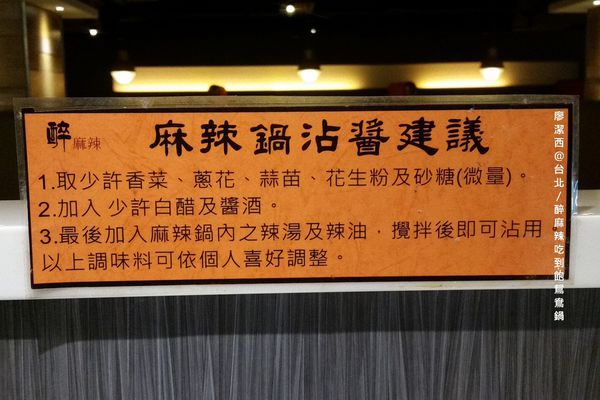 醉麻辣 麻辣鍋沾醬建議
1.取少許香菜、蔥花、蒜苗、花生粉及砂糖(微量)。
2.加入 少許白醋及醬酒。
3.最後加入麻辣鍋內之辣湯及辣油，攪拌後即可沾用
以上調味料可依個人喜好調整。
廖潔西@台北/醉麻辣吃到飽鴛鴦鍋